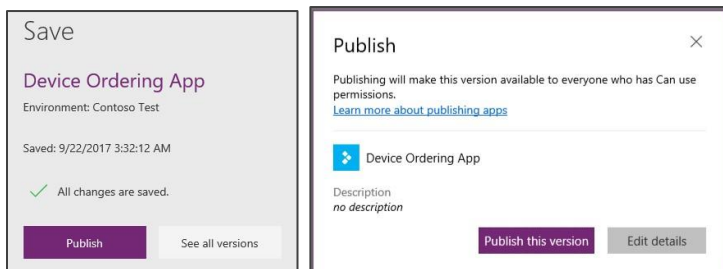 Save
Device Ordering App
Environment: Contoso Test
Saved: 9/22/2017 3:32:12 AM
All changes are saved.
Publish
See all versions
Publish
Publishing will make this version available to everyone who has Can use
permissions.
Learn more about publishing apps
Device Ordering App
Description
no description
Publish this version
Edit details